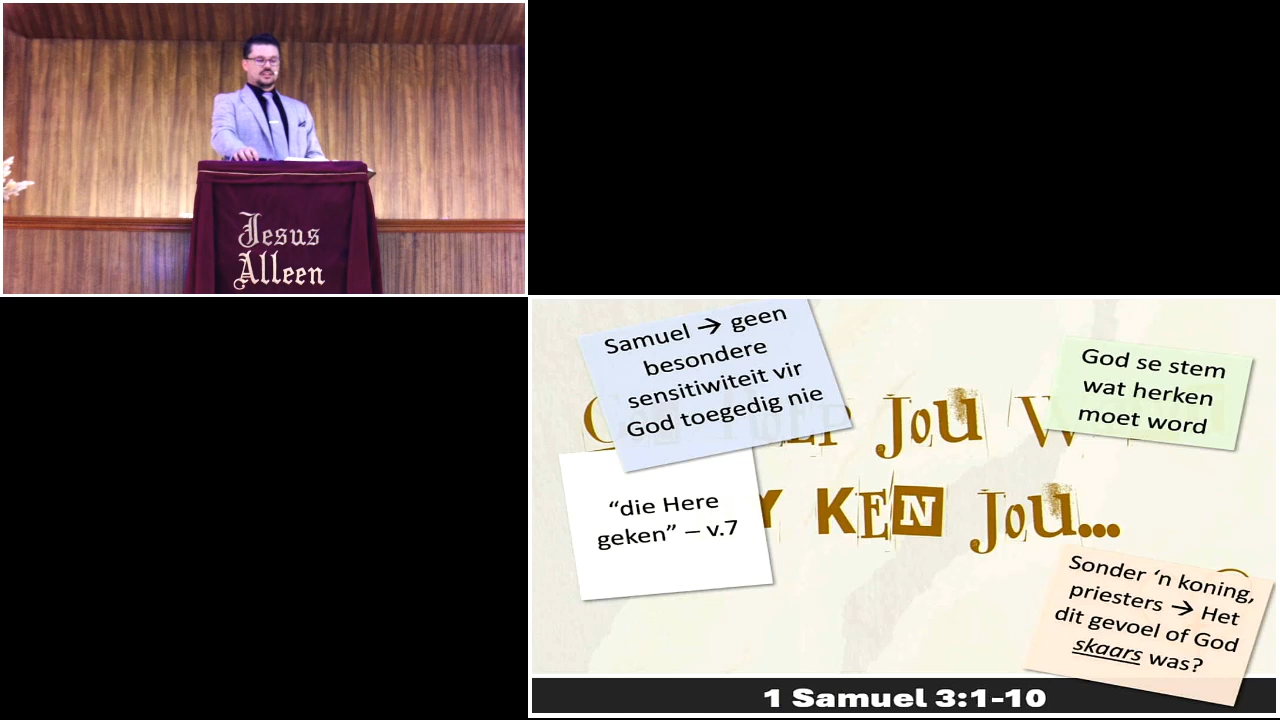 Jesus
Alleen
Samuel → geen
besondere
sensitiwiteit vir
God toegedig nie
God se stem
wat herken
moet word
Jou
"die Here
geken" – v.7
Ken Jou...
Sonder 'n koning,
priesters → Het
dit gevoel of God
skaars was?
1 Samuel 3:1-10